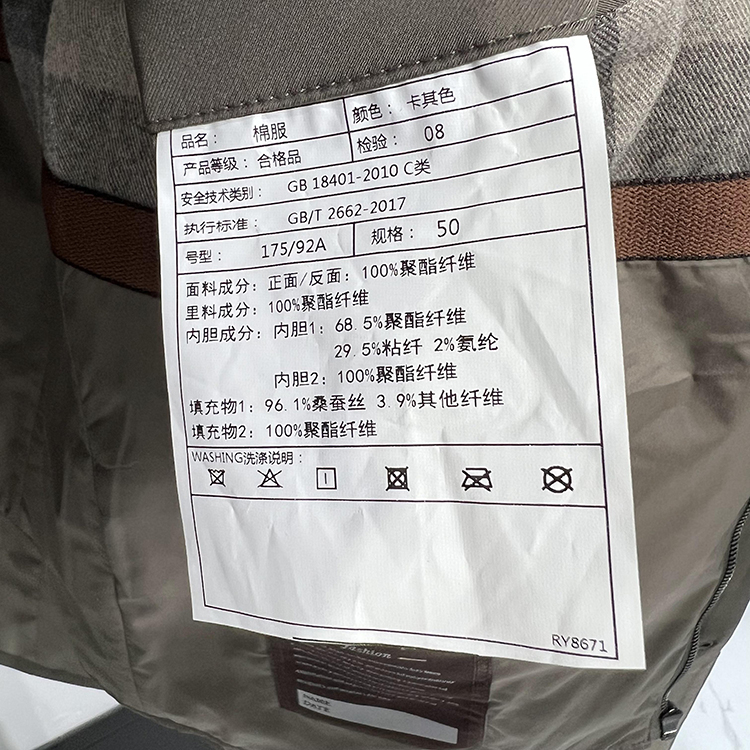 品名： 棉服 颜色： 卡其色
产品等级： 合格品 检验： 08
安全技术类别： GB 18401-2010 C类
执行标准： GB/T 2662-2017
号型： 175/92A 规格： 50
面料成分：正面/反面：100%聚酯纤维
里料成分：100%聚酯纤维
内胆成分：内胆1：68.5%聚酯纤维
29.5%粘纤 2%氨纶
内胆2：100%聚酯纤维
填充物1：96.1%桑蚕丝 3.9%其他纤维
填充物2：100%聚酯纤维
WASHING洗涤说明：
RY8671
fashion
NAME
DATE